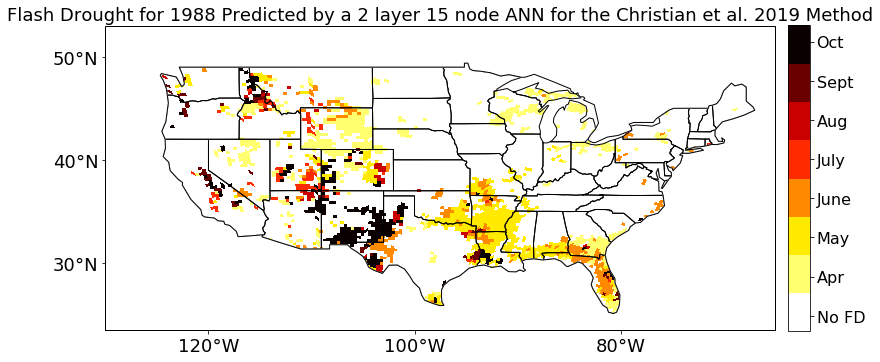 Flash Drought for 1988 Predicted by a 2 layer 15 node ANN for the Christian et al. 2019 Method
50°N
40°N
30°N
120°W
100°W
80°W
Oct
Sept
Aug
July
June
May
Apr
No FD